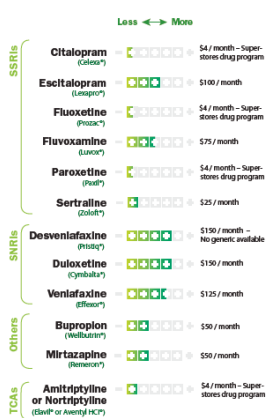 Less ↔ More
SSRIs
Citalopram
(Celexa®)
$4 / month – Super-
stores drug program
Escitalopram
(Lexapro®)
$100 / month
Fluoxetine
(Prozac®)
$4 / month – Super-
stores drug program
Fluvoxamine
(Luvox®)
$75 / month
Paroxetine
(Paxil®)
$4 / month – Super-
stores drug program
Sertraline
(Zoloft®)
$25 / month
SNRIs
Desvenlafaxine
(Pristiq®)
$150 / month –
No generic available
Duloxetine
(Cymbalta®)
$150 / month
Venlafaxine
(Effexor®)
$125 / month
Others
Bupropion
(Wellbutrin®)
$50 / month
Mirtazapine
(Remeron®)
$50 / month
TCAs
Amitriptyline
or Nortriptyline
(Elavil® or Aventyl HCl®)
$4 / month – Super-
stores drug program